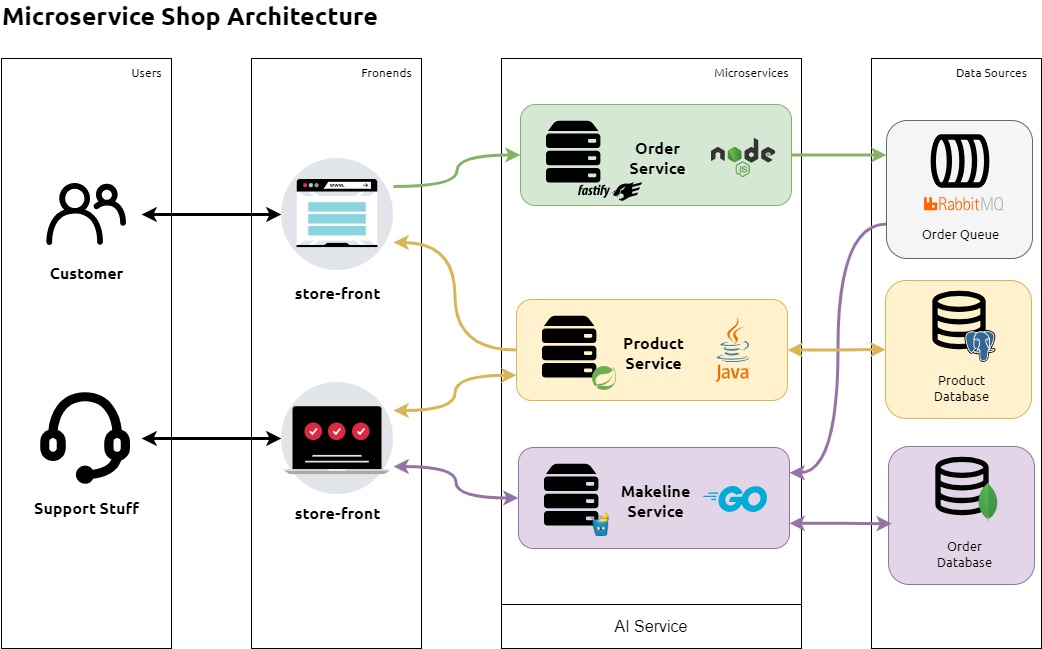 Microservice Shop Architecture
Users
Fronends
Microservices
Data Sources
Customer
WWW.
store-front
Order
Service
fastify
node
JS
RabbitMQ
Order Queue
Product
Service
Java
Product
Database
Support Stuff
store-front
Makeline
Service
GO
Order
Database
AI Service